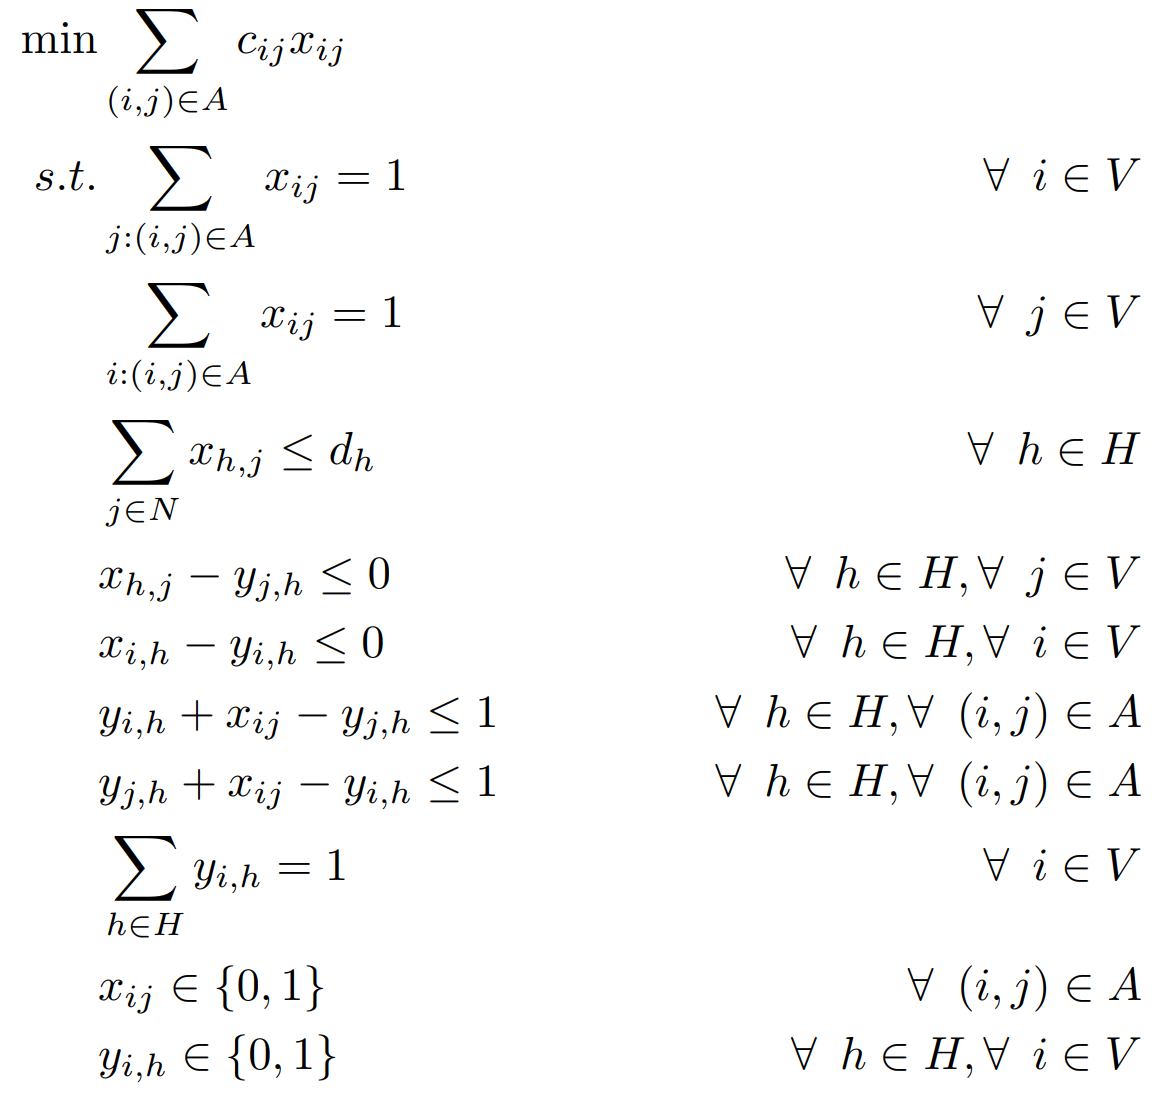 min ∑_{(i,j)∈A} c_{ij}x_{ij}
s.t. ∑_{j:(i,j)∈A} x_{ij} = 1 ∀ i ∈ V
∑_{i:(i,j)∈A} x_{ij} = 1 ∀ j ∈ V
∑_{j∈N} x_{h,j} ≤ d_h ∀ h ∈ H
x_{h,j} − y_{j,h} ≤ 0 ∀ h ∈ H, ∀ j ∈ V
x_{i,h} − y_{i,h} ≤ 0 ∀ h ∈ H, ∀ i ∈ V
y_{i,h} + x_{ij} − y_{j,h} ≤ 1 ∀ h ∈ H, ∀ (i,j) ∈ A
y_{j,h} + x_{ij} − y_{i,h} ≤ 1 ∀ h ∈ H, ∀ (i,j) ∈ A
∑_{h∈H} y_{i,h} = 1 ∀ i ∈ V
x_{ij} ∈ {0,1} ∀ (i,j) ∈ A
y_{i,h} ∈ {0,1} ∀ h ∈ H, ∀ i ∈ V